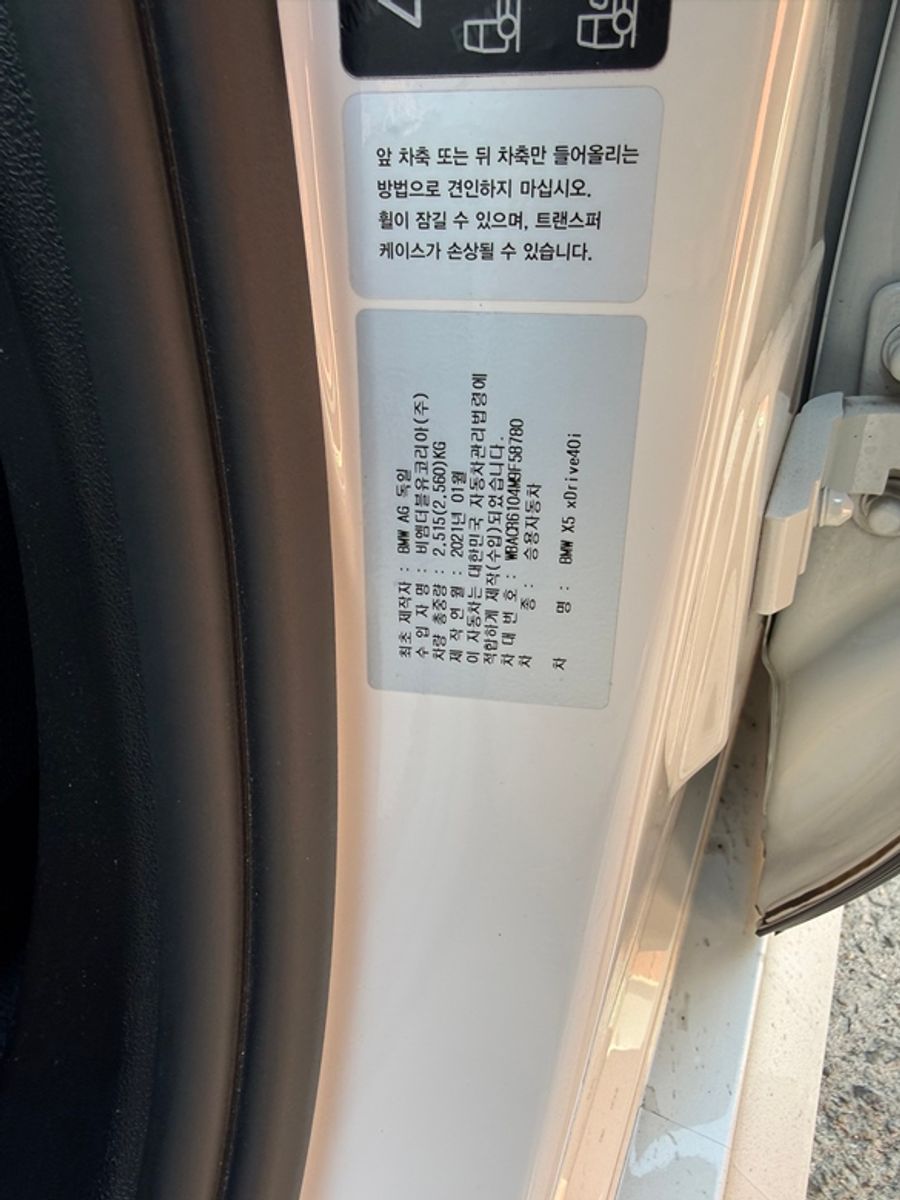 앞 차축 또는 뒤 차축만 들어올리는
방법으로 견인하지 마십시오.
휠이 잠길 수 있으며, 트랜스퍼
케이스가 손상될 수 있습니다.
최초 제작자 : BMW AG 독일
수 입 자 명 : 비엠더블유코리아(주)
차량 총중량 : 2,515(2,560)KG
제 작 연 월 : 2021년 01월
이 자동차는 대한민국 자동차관리법령에
적합하게 제작(수입)되었습니다.
차 대 번 호 : WBACR6104M9F58780
차 종 : 승용자동차
차 명 : BMW X5 xDrive40i